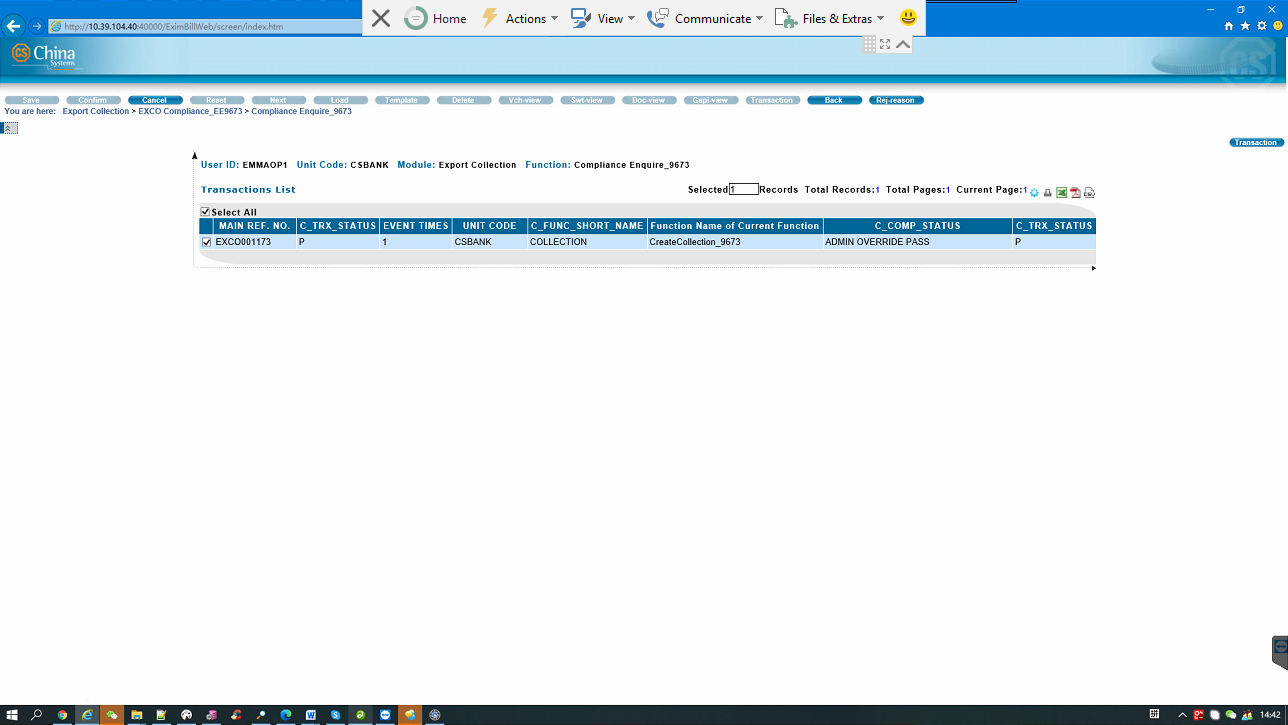 Home Actions View Communicate Files & Extras
http://10.39.104.40:40000/EximBillWeb/screen/index.htm
CS China
Systems
Save Confirm Cancel Reset Next Load Template Delete Vch-view Swt-view Doc-view Gapi-view Transaction Back Rej-reason
You are here: Export Collection > EXCO Compliance_EE9673 > Compliance Enquire_9673
Transaction
User ID: EMMAOP1 Unit Code: CSBANK Module: Export Collection Function: Compliance Enquire_9673
Transactions List Selected 1 Records Total Records:1 Total Pages:1 Current Page:1
Select All
MAIN REF. NO. C_TRX_STATUS EVENT TIMES UNIT CODE C_FUNC_SHORT_NAME Function Name of Current Function C_COMP_STATUS C_TRX_STATUS
EXCO001173 P 1 CSBANK COLLECTION CreateCollection_9673 ADMIN OVERRIDE PASS P
14:42